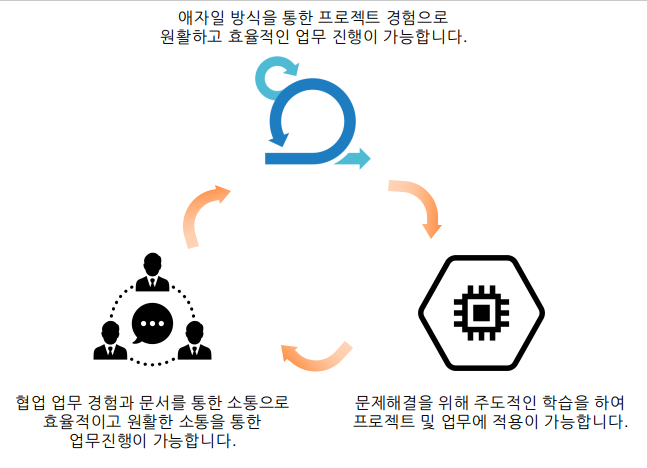 애자일 방식을 통한 프로젝트 경험으로
원활하고 효율적인 업무 진행이 가능합니다.
협업 업무 경험과 문서를 통한 소통으로
효율적이고 원활한 소통을 통한
업무진행이 가능합니다.
문제해결을 위해 주도적인 학습을 하여
프로젝트 및 업무에 적용이 가능합니다.